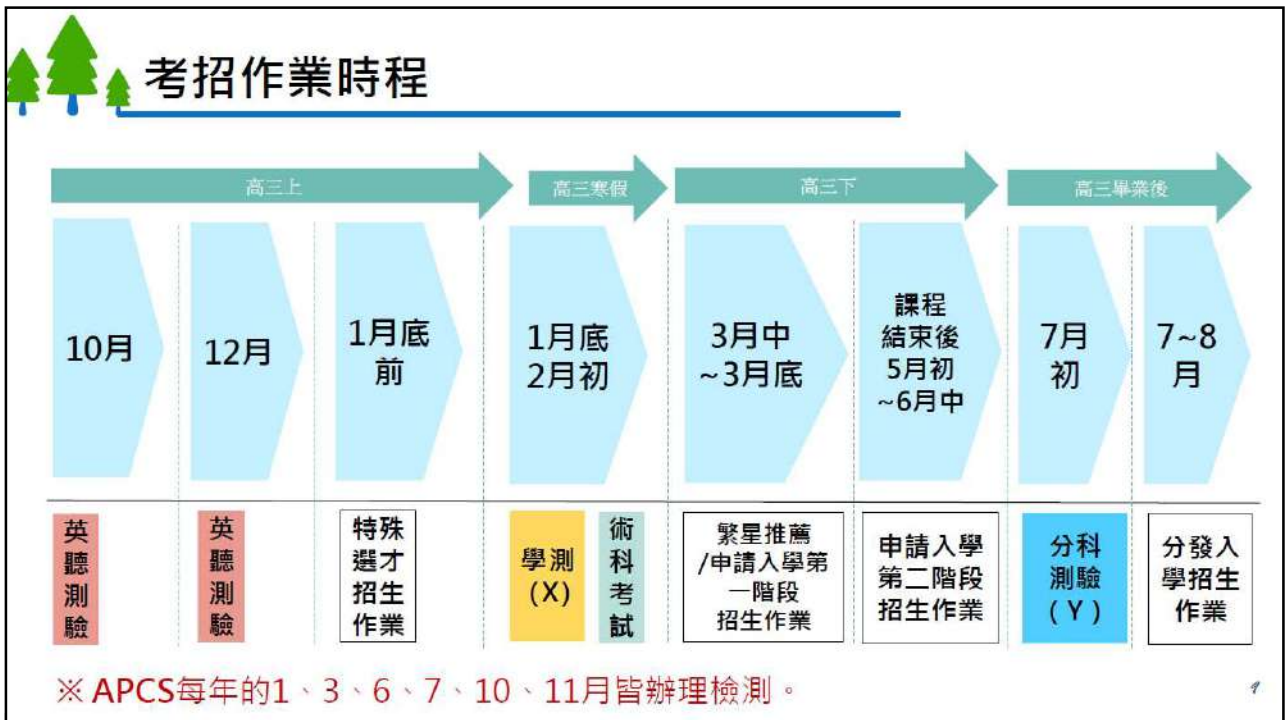 考招作業時程
高三上
高三寒假
高三下
高三畢業後
10月
12月
1月底
前
1月底
2月初
3月中
~3月底
課程
結束後
5月初
~6月中
7月
初
7~8
月
英
聽
測
驗
英
聽
測
驗
特殊
選才
招生
作業
學測
(X)
術
科
考
試
繁星推薦
/申請入學第
一階段
招生作業
申請入學
第二階段
招生作業
分科
測驗
(Y)
分發入
學招生
作業
※ APCS每年的1、3、6、7、10、11月皆辦理檢測。
9